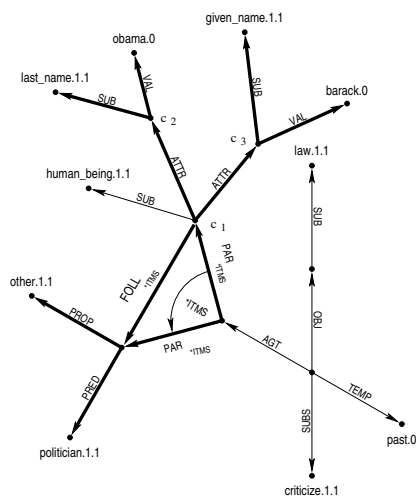 given_name.1.1
obama.0
last_name.1.1
SUB
VAL
SUB
barack.0
VAL
c 2
c 3
law.1.1
ATTR
ATTR
human_being.1.1
SUB
SUB
c 1
PAR
*ITMS
FOLL *ITMS
other.1.1
*ITMS
OBJ
PROP
PAR *ITMS
AGT
PRED
TEMP
SUBS
past.0
politician.1.1
criticize.1.1